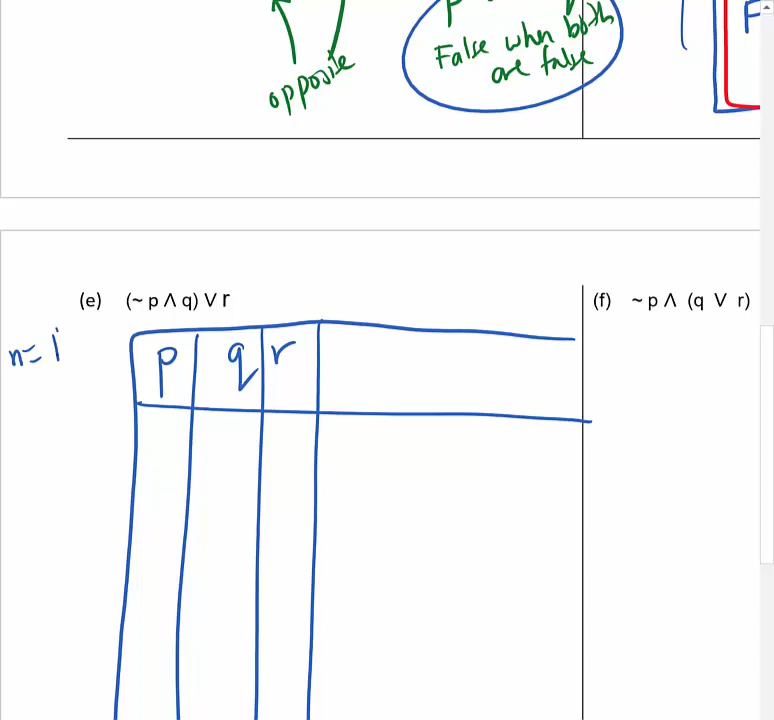 opposite
False when both
are false
F
(e) (~ p ∧ q) ∨ r
(f) ~ p ∧ (q ∨ r)
n = 1
p q r